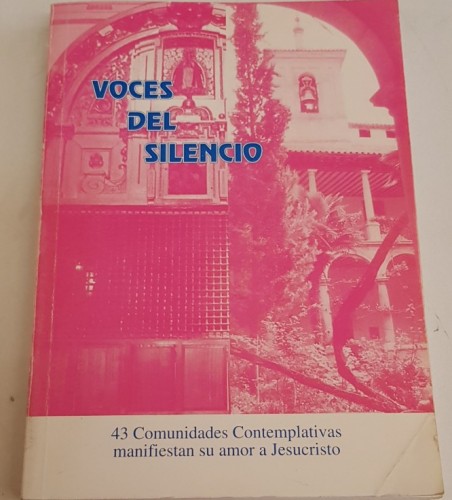 VOCES
DEL
SILENCIO
43 Comunidades Contemplativas
manifiestan su amor a Jesucristo